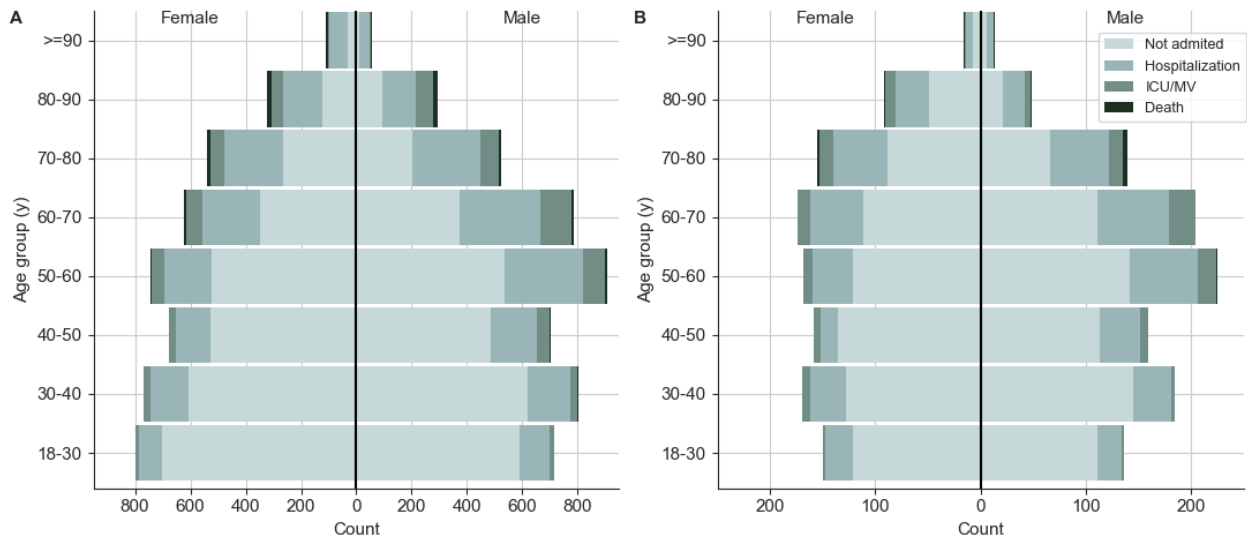 A
Female
Male
>=90
80-90
70-80
60-70
50-60
40-50
30-40
18-30
Age group (y)
800 600 400 200 0 200 400 600 800
Count
B
Female
Male
Not admited
Hospitalization
ICU/MV
Death
>=90
80-90
70-80
60-70
50-60
40-50
30-40
18-30
Age group (y)
200 100 0 100 200
Count